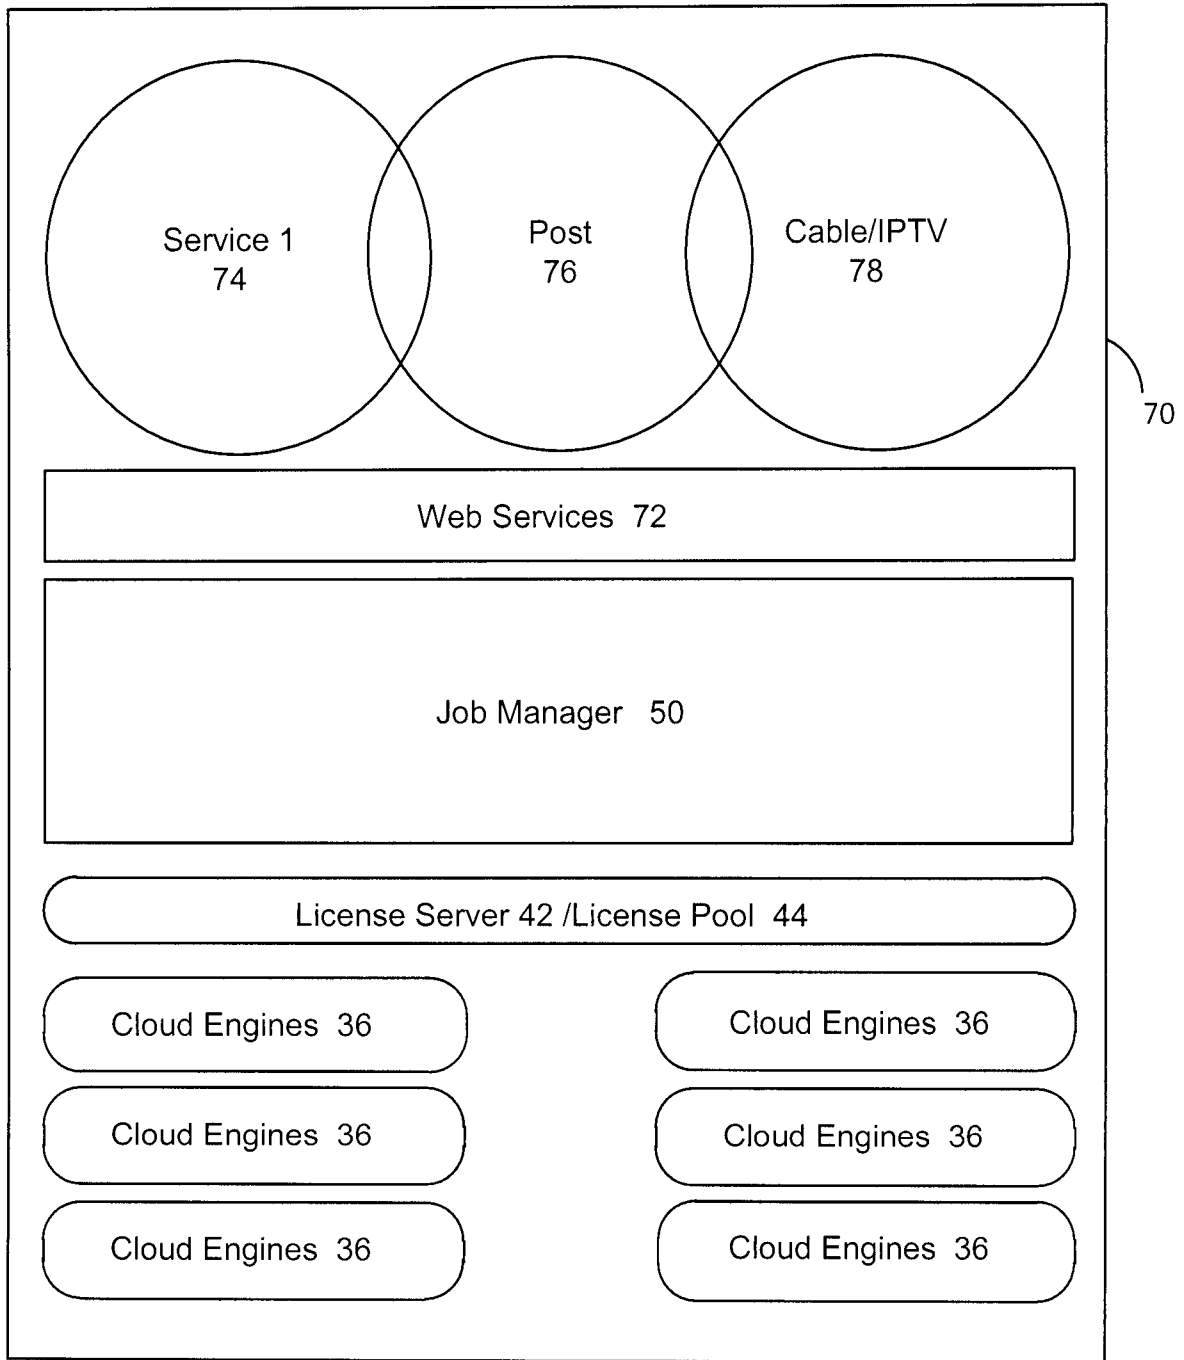 Service 1
74
Post
76
Cable/IPTV
78
70
Web Services 72
Job Manager 50
License Server 42 /License Pool 44
Cloud Engines 36
Cloud Engines 36
Cloud Engines 36
Cloud Engines 36
Cloud Engines 36
Cloud Engines 36